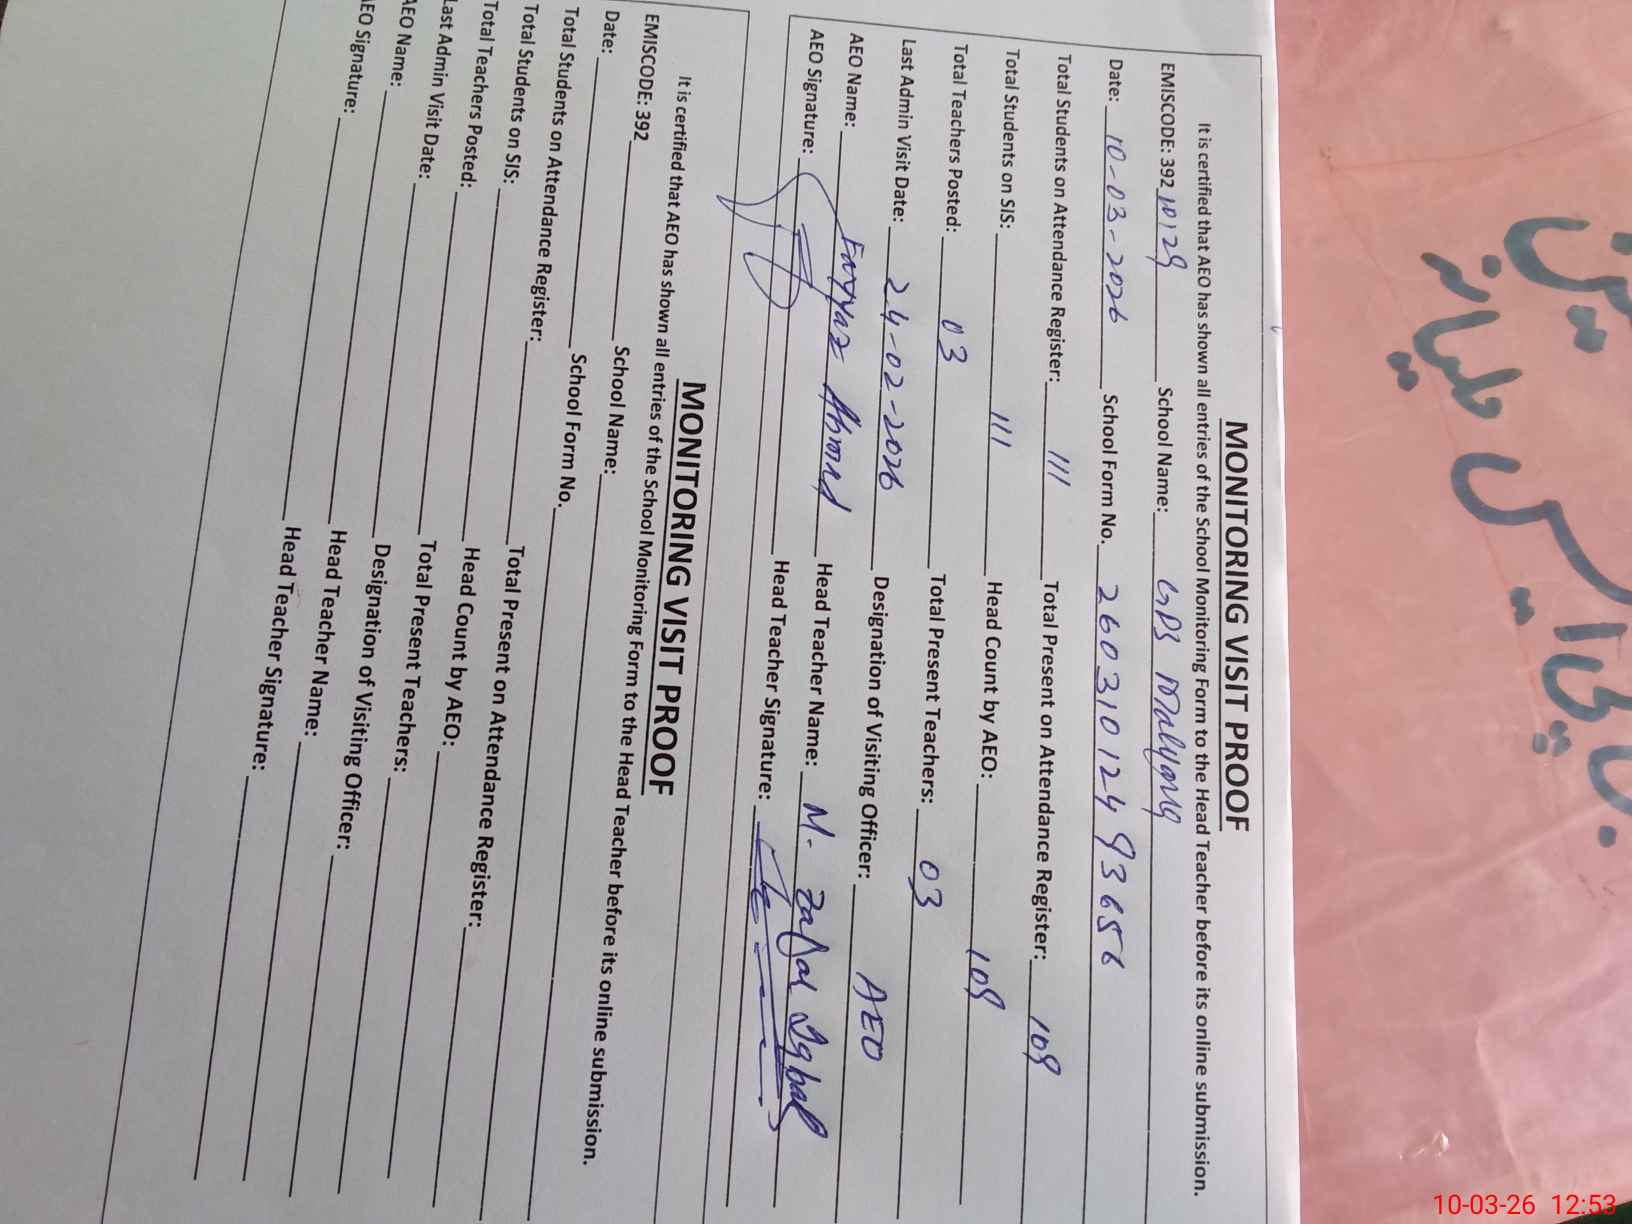 MONITORING VISIT PROOF
It is certified that AEO has shown all entries of the School Monitoring Form to the Head Teacher before its online submission.
EMISCODE: 392 10129 School Name: GPS
Date: 10-03-2026 School Form No. 2603101249 3656
Total Students on Attendance Register: 111 Total Present on Attendance Register: 108
Total Students on SIS: 111 Head Count by AEO: 108
Total Teachers Posted: 03 Total Present Teachers: 03
Last Admin Visit Date: 24-02-2026 Designation of Visiting Officer: AEO
AEO Name: Fayyaz Ahmed Head Teacher Name: M. Zafar Iqbal
AEO Signature: Head Teacher Signature:
MONITORING VISIT PROOF
It is certified that AEO has shown all entries of the School Monitoring Form to the Head Teacher before its online submission.
EMISCODE: 392 School Name:
Date: School Form No.
Total Students on Attendance Register: Total Present on Attendance Register:
Total Students on SIS: Head Count by AEO:
Total Teachers Posted: Total Present Teachers:
Last Admin Visit Date: Designation of Visiting Officer:
AEO Name: Head Teacher Name:
AEO Signature: Head Teacher Signature:
10-03-26 12:53